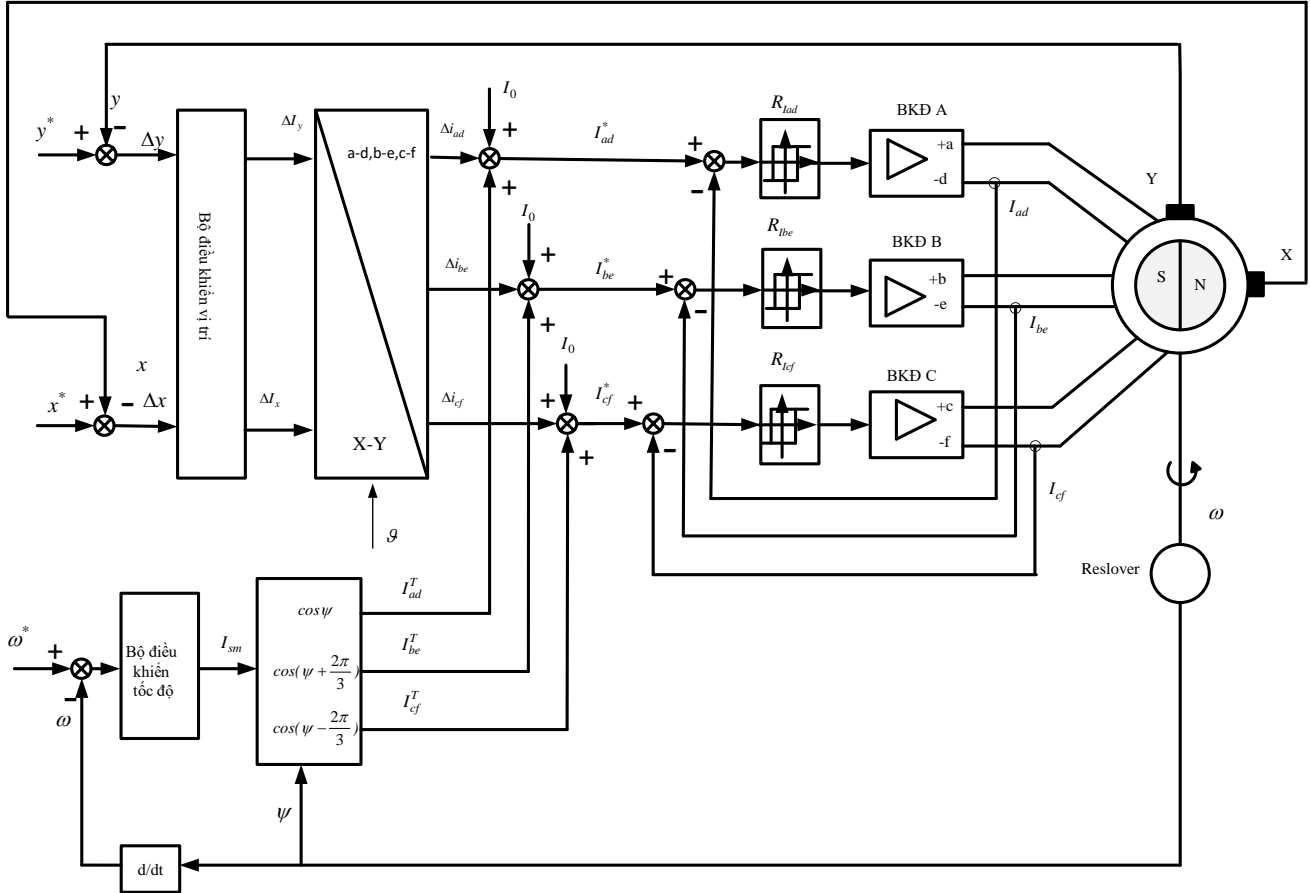 y
y*
Δy
ΔI_y
a-d,b-e,c-f
Δi_ad
I_0
I*_ad
R_Iad
BKĐ A
+a
-d
I_ad
Y
Bộ điều khiển vị trí
I_0
Δi_be
I*_be
R_Ibe
BKĐ B
+b
-e
I_be
S
N
X
x
x*
Δx
ΔI_x
X-Y
ϑ
I_0
Δi_cf
I*_cf
R_Icf
BKĐ C
+c
-f
I_cf
ω
Reslover
ω*
ω
Bộ điều
khiển
tốc độ
I_sm
cosψ
cos(ψ + 2π/3)
cos(ψ − 2π/3)
I^T_ad
I^T_be
I^T_cf
ψ
d/dt